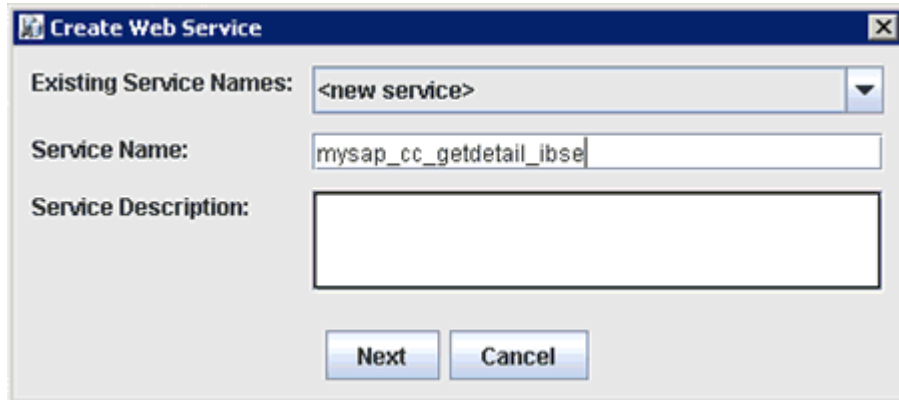 Create Web Service
Existing Service Names: <new service>
Service Name: mysap_cc_getdetail_ibse
Service Description:
Next Cancel